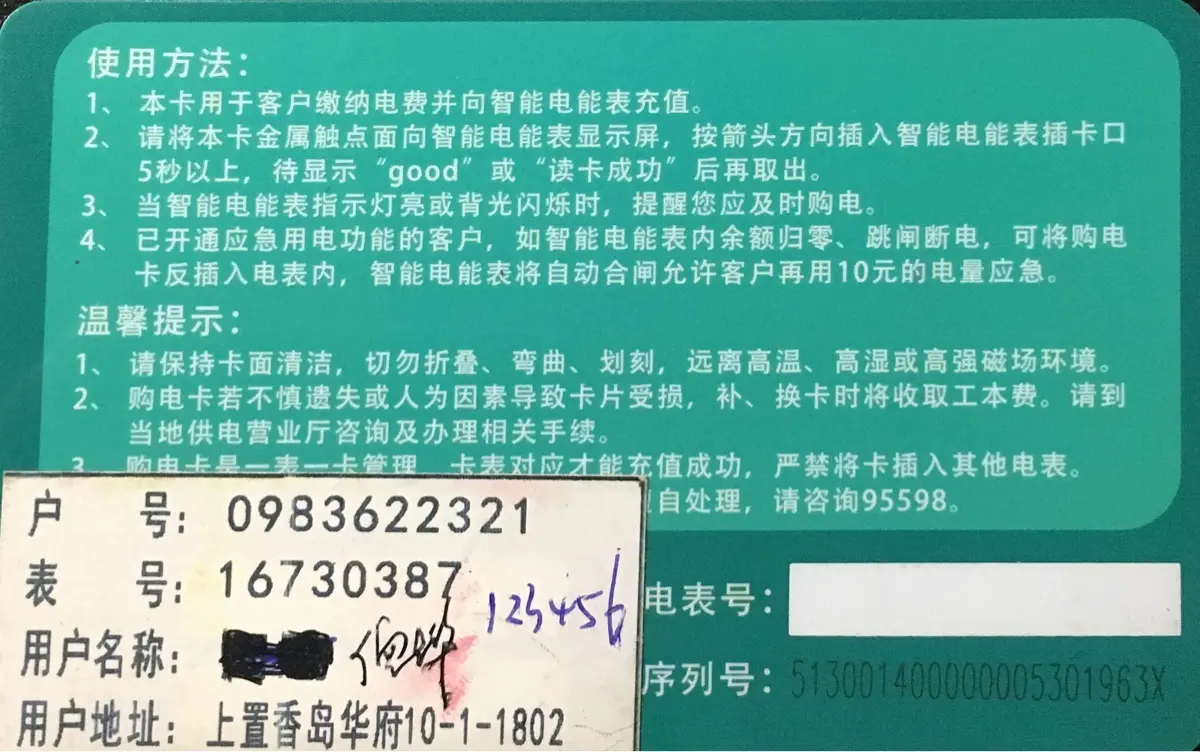 使用方法：
1、本卡用于客户缴纳电费并向智能电能表充值。
2、请将本卡金属触点面向智能电能表显示屏，按箭头方向插入智能电能表插卡口
5秒以上，待显示“good”或“读卡成功”后再取出。
3、当智能电能表指示灯亮或背光闪烁时，提醒您应及时购电。
4、已开通应急用电功能的客户，如智能电能表内余额归零、跳闸断电，可将购电
卡反插入电表内，智能电能表将自动合闸允许客户再用10元的电量应急。
温馨提示：
1、请保持卡面清洁，切勿折叠、弯曲、划刻，远离高温、高湿或高强磁场环境。
2、购电卡若不慎遗失或人为因素导致卡片受损，补、换卡时将收取工本费。请到
当地供电营业厅咨询及办理相关手续。
3、购电卡是一表一卡管理，卡表对应才能充值成功，严禁将卡插入其他电表。
自处理，请咨询95598。
户号：0983622321
表号：16730387
123456
用户名称：
用户地址：上置香岛华府10-1-1802
电表号：
序列号：5130014000000005301963X